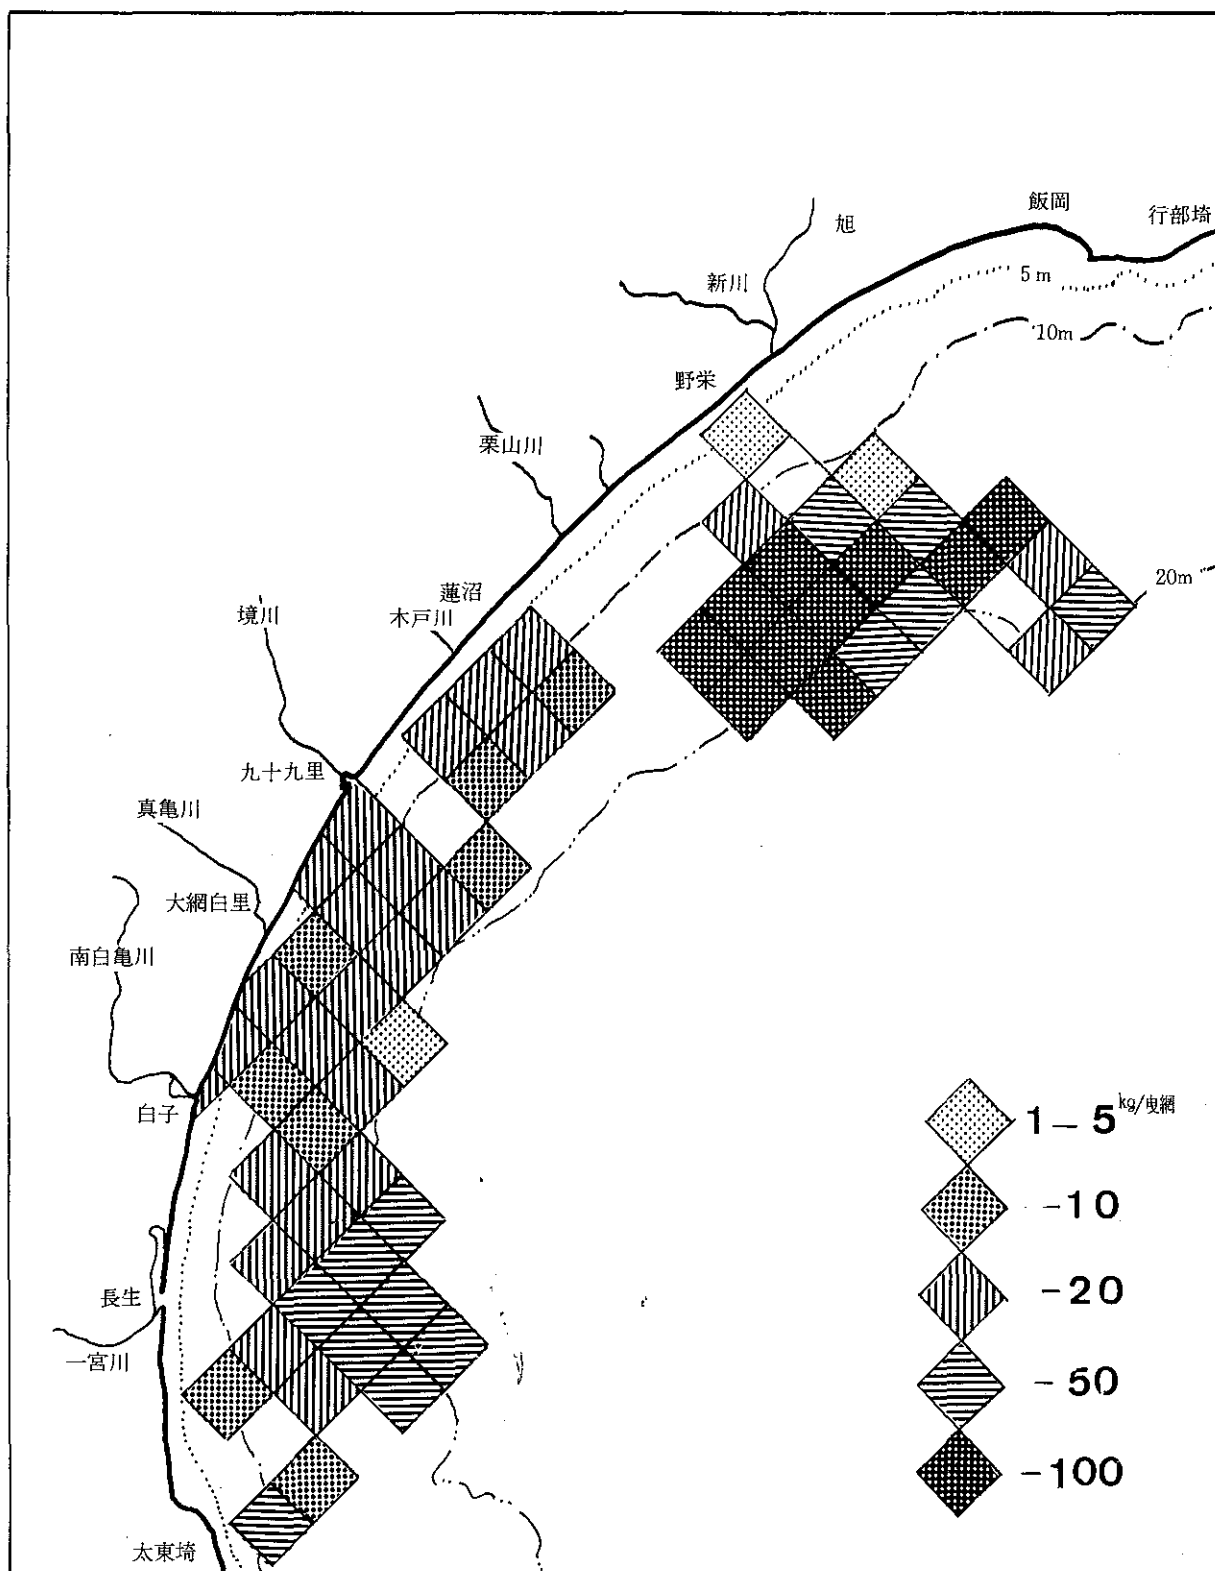 飯岡
行部埼
旭
5m
新川
10m
野栄
栗山川
20m
蓮沼
木戸川
境川
九十九里
真亀川
大網白里
南白亀川
白子
1-5 kg/曳網
-10
-20
長生
一宮川
-50
-100
太東埼